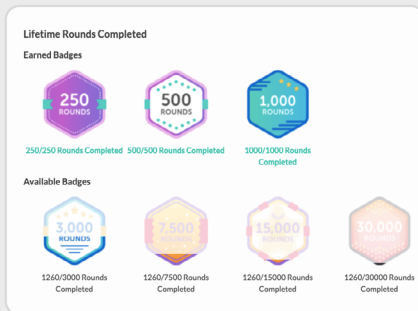 Lifetime Rounds Completed
Earned Badges
250
ROUNDS
500
ROUNDS
1,000
ROUNDS
250/250 Rounds Completed
500/500 Rounds Completed
1000/1000 Rounds
Completed
Available Badges
3,000
ROUNDS
7,500
ROUNDS
15,000
ROUNDS
30,000
ROUNDS
1260/3000 Rounds
Completed
1260/7500 Rounds
Completed
1260/15000 Rounds
Completed
1260/30000 Rounds
Completed